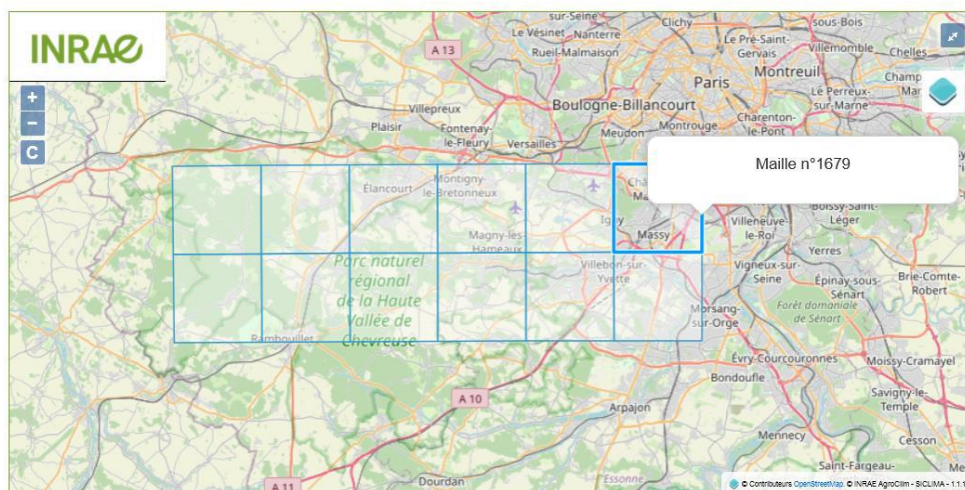 INRAE
+
−
C
sur-Seine
Clichy
sous-Bois
Le Vésinet
Nanterre
Le Pré-Saint-
Gervais
Villemomble
Chelles
A 13
Rueil-Malmaison
Paris
Montreuil
Champ
Mar
Villepreux
Boulogne-Billancourt
Le Perreux-
sur-Marne
Plaisir
Fontenay-
le-Fleury
Versailles
Meudon
Montrouge
Charenton-
le-Pont
Maille n°1679
Élancourt
Montigny-
le-Bretonneux
Igny
Massy
Villeneuve-
le-Roi
Boissy-Saint-
Léger
Magny-les-
Hameaux
Yerres
Parc naturel
régional
de la Haute
Vallée de
Chevreuse
Villebon-sur-
Yvette
Vigneux-sur-
Seine
Épinay-sous-
Sénart
Brie-Comte-
Robert
Morsang-
sur-Orge
Forêt domaniale
de Sénart
Rambouillet
Évry-Courcouronnes
Moissy-Cramayel
Bondoufle
A 10
Arpajon
Savigny-le-
Temple
Mennecy
Cesson
Saint-Fargeau-
A 11
Dourdan
Essonne
© Contributeurs OpenStreetMap. © INRAE AgroClim - SICLIMA - 1.1.1